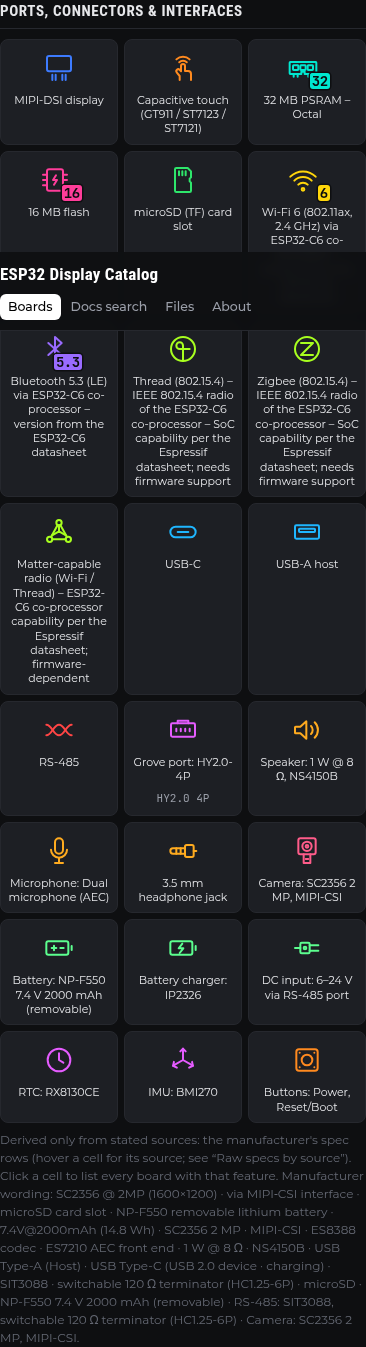 PORTS, CONNECTORS & INTERFACES
MIPI-DSI display
Capacitive touch
(GT911 / ST7123 /
ST7121)
32
32 MB PSRAM –
Octal
16
16 MB flash
microSD (TF) card
slot
6
Wi-Fi 6 (802.11ax,
2.4 GHz) via
ESP32-C6 co-
ESP32 Display Catalog
Boards
Docs search
Files
About
5.3
Bluetooth 5.3 (LE)
via ESP32-C6 co-
processor –
version from the
ESP32-C6
datasheet
Thread (802.15.4) –
IEEE 802.15.4 radio
of the ESP32-C6
co-processor – SoC
capability per the
Espressif
datasheet; needs
firmware support
Zigbee (802.15.4) –
IEEE 802.15.4 radio
of the ESP32-C6
co-processor – SoC
capability per the
Espressif
datasheet; needs
firmware support
Matter-capable
radio (Wi-Fi /
Thread) – ESP32-
C6 co-processor
capability per the
Espressif
datasheet;
firmware-
dependent
USB-C
USB-A host
RS-485
Grove port: HY2.0-
4P
HY2.0 4P
Speaker: 1 W @ 8
Ω, NS4150B
Microphone: Dual
microphone (AEC)
3.5 mm
headphone jack
Camera: SC2356 2
MP, MIPI-CSI
Battery: NP-F550
7.4 V 2000 mAh
(removable)
Battery charger:
IP2326
DC input: 6–24 V
via RS-485 port
RTC: RX8130CE
IMU: BMI270
Buttons: Power,
Reset/Boot
Derived only from stated sources: the manufacturer's spec
rows (hover a cell for its source; see “Raw specs by source”).
Click a cell to list every board with that feature. Manufacturer
wording: SC2356 @ 2MP (1600×1200) · via MIPI-CSI interface ·
microSD card slot · NP-F550 removable lithium battery ·
7.4V@2000mAh (14.8 Wh) · SC2356 2 MP · MIPI-CSI · ES8388
codec · ES7210 AEC front end · 1 W @ 8 Ω · NS4150B · USB
Type-A (Host) · USB Type-C (USB 2.0 device · charging) ·
SIT3088 · switchable 120 Ω terminator (HC1.25-6P) · microSD ·
NP-F550 7.4 V 2000 mAh (removable) · RS-485: SIT3088,
switchable 120 Ω terminator (HC1.25-6P) · Camera: SC2356 2
MP, MIPI-CSI.